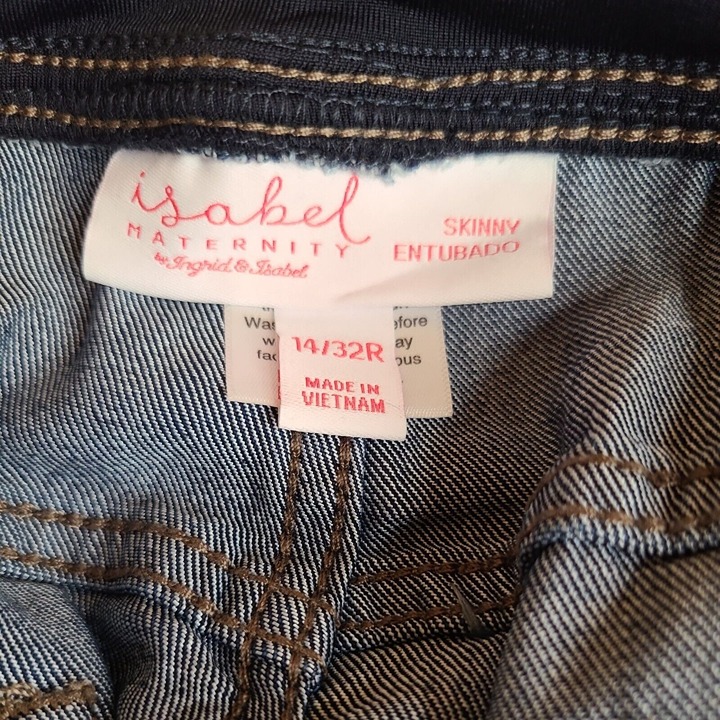 isabel
MATERNITY
by Ingrid & Isabel
SKINNY
ENTUBADO
14/32R
MADE IN
VIETNAM